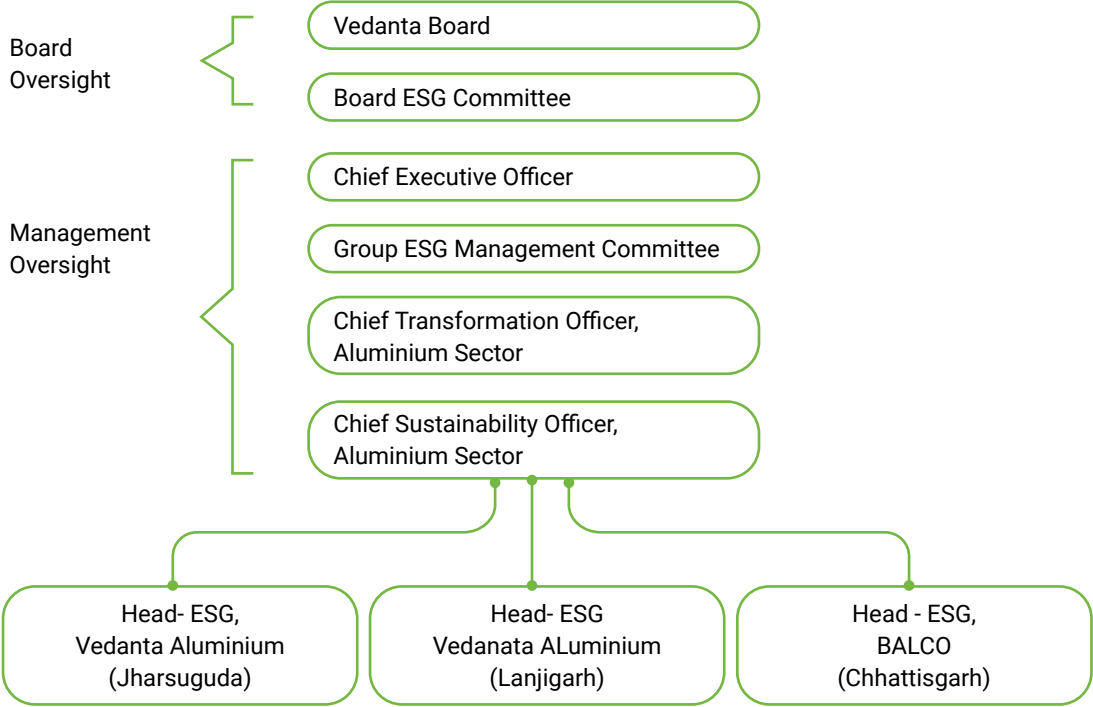 Board
Oversight
Vedanta Board
Board ESG Committee
Management
Oversight
Chief Executive Officer
Group ESG Management Committee
Chief Transformation Officer,
Aluminium Sector
Chief Sustainability Officer,
Aluminium Sector
Head- ESG,
Vedanta Aluminium
(Jharsuguda)
Head- ESG
Vedanata ALuminium
(Lanjigarh)
Head - ESG,
BALCO
(Chhattisgarh)